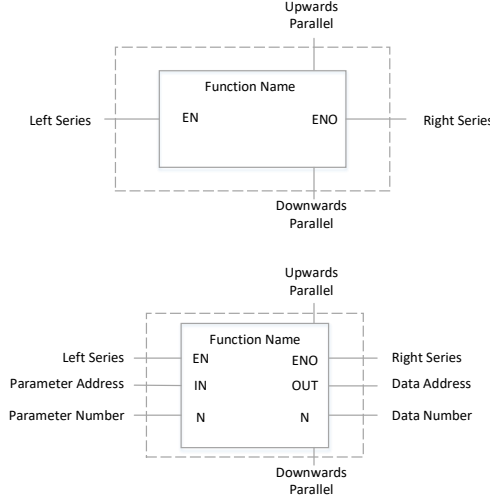 Upwards
Parallel
Function Name
Left Series
EN
ENO
Right Series
Downwards
Parallel
Upwards
Parallel
Function Name
Left Series
EN
ENO
Right Series
Parameter Address
IN
OUT
Data Address
Parameter Number
N
N
Data Number
Downwards
Parallel